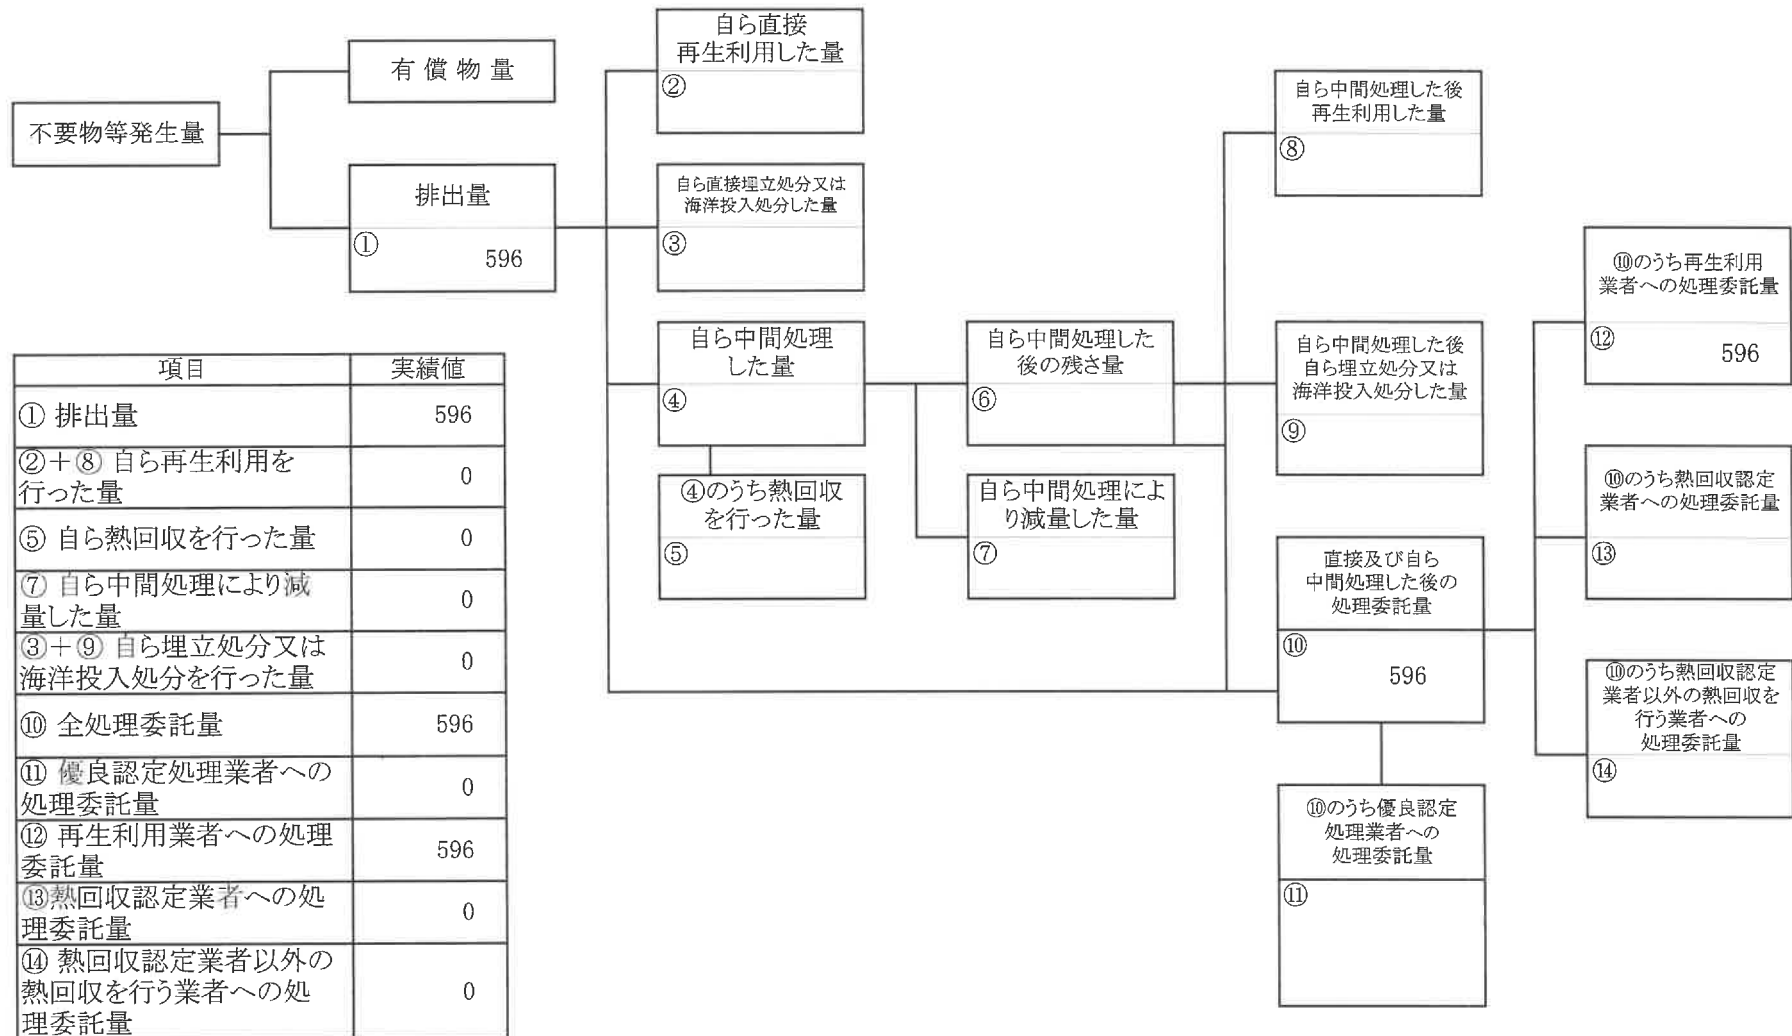 不要物等発生量
有償物量
排出量
①
596
自ら直接
再生利用した量
②
自ら直接埋立処分又は
海洋投入処分した量
③
自ら中間処理
した量
④
④のうち熱回収
を行った量
⑤
自ら中間処理した
後の残さ量
⑥
自ら中間処理によ
り減量した量
⑦
自ら中間処理した後
再生利用した量
⑧
自ら中間処理した後
自ら埋立処分又は
海洋投入処分した量
⑨
直接及び自ら
中間処理した後の
処理委託量
⑩
596
⑩のうち優良認定
処理業者への
処理委託量
⑪
⑩のうち再生利用
業者への処理委託量
⑫
596
⑩のうち熱回収認定
業者への処理委託量
⑬
⑩のうち熱回収認定
業者以外の熱回収を
行う業者への
処理委託量
⑭
項目 実績値
① 排出量 596
②+⑧ 自ら再生利用を
行った量 0
⑤ 自ら熱回収を行った量 0
⑦ 自ら中間処理により減
量した量 0
③+⑨ 自ら埋立処分又は
海洋投入処分を行った量 0
⑩ 全処理委託量 596
⑪ 優良認定処理業者への
処理委託量 0
⑫ 再生利用業者への処理
委託量 596
⑬熱回収認定業者への処
理委託量 0
⑭ 熱回収認定業者以外の
熱回収を行う業者への処
理委託量 0